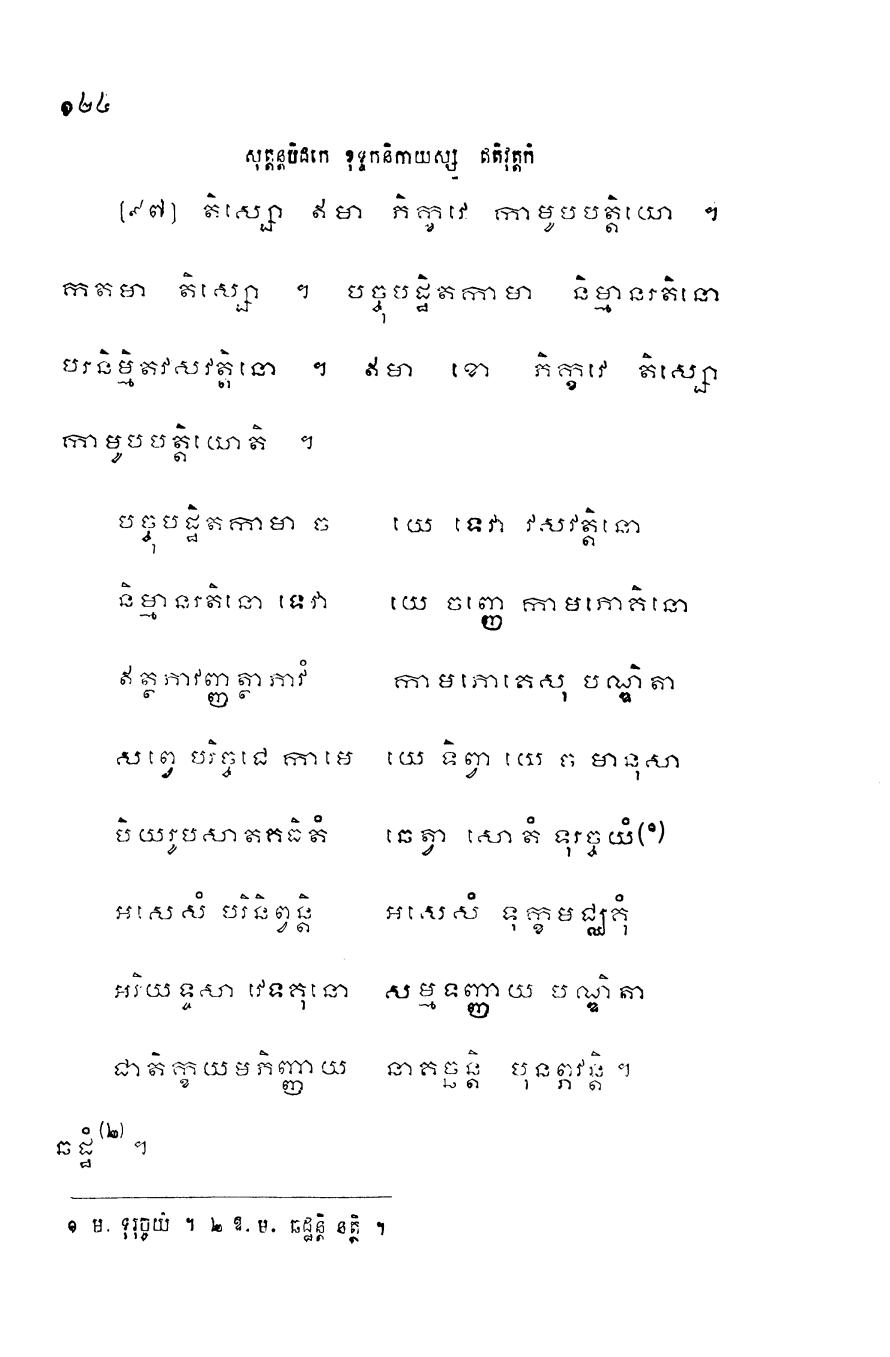 ១២៤
សុត្តន្តបិដកេ ខុទ្ទកនិកាយស្ស ឥតិវុត្តកំ
[៩៧] តិស្សោ ឥមា ភិក្ខវេ កាមូបបត្តិយោ ។
កតមា តិស្សោ ។ បច្ចុបដ្ឋិតកាមា និម្មានរតិនោ
បរនិម្មិតវសវត្តិនោ ។ ឥមា ខោ ភិក្ខវេ តិស្សោ
កាមូបបត្តិយោតិ ។
បច្ចុបដ្ឋិតកាមា ច យេ ទេវា វសវត្តិនោ
និម្មានរតិនោ ទេវា យេ ចញ្ញេ កាមភោគិនោ
ឥត្ថភាវញ្ញត្ថាភាវំ កាមភោគេសុ បណ្ឌិតា
សព្វេ បរិច្ចជេ កាមេ យេ ទិព្វា យេ ច មានុសា
បិយរូបសាតគធិតំ ឆេត្វា សោតំ ទុរច្ចយំ(១)
អសេសំ បរិនិព្វន្តិ អសេសំ ទុក្ខមជ្ឈគុំ
អរិយទ្ទសា វេទគុនោ សម្មទញ្ញាយ បណ្ឌិតា
ជាតិក្ខយមភិញ្ញាយ នាគច្ឆន្តិ បុនព្ភវន្តិ ។
ឆដ្ឋំ(២) ។
១ ម. ទុរុច្ចយំ ។ ២ ឱ. ម. ឆដ្ឋន្តិ នត្ថិ ។